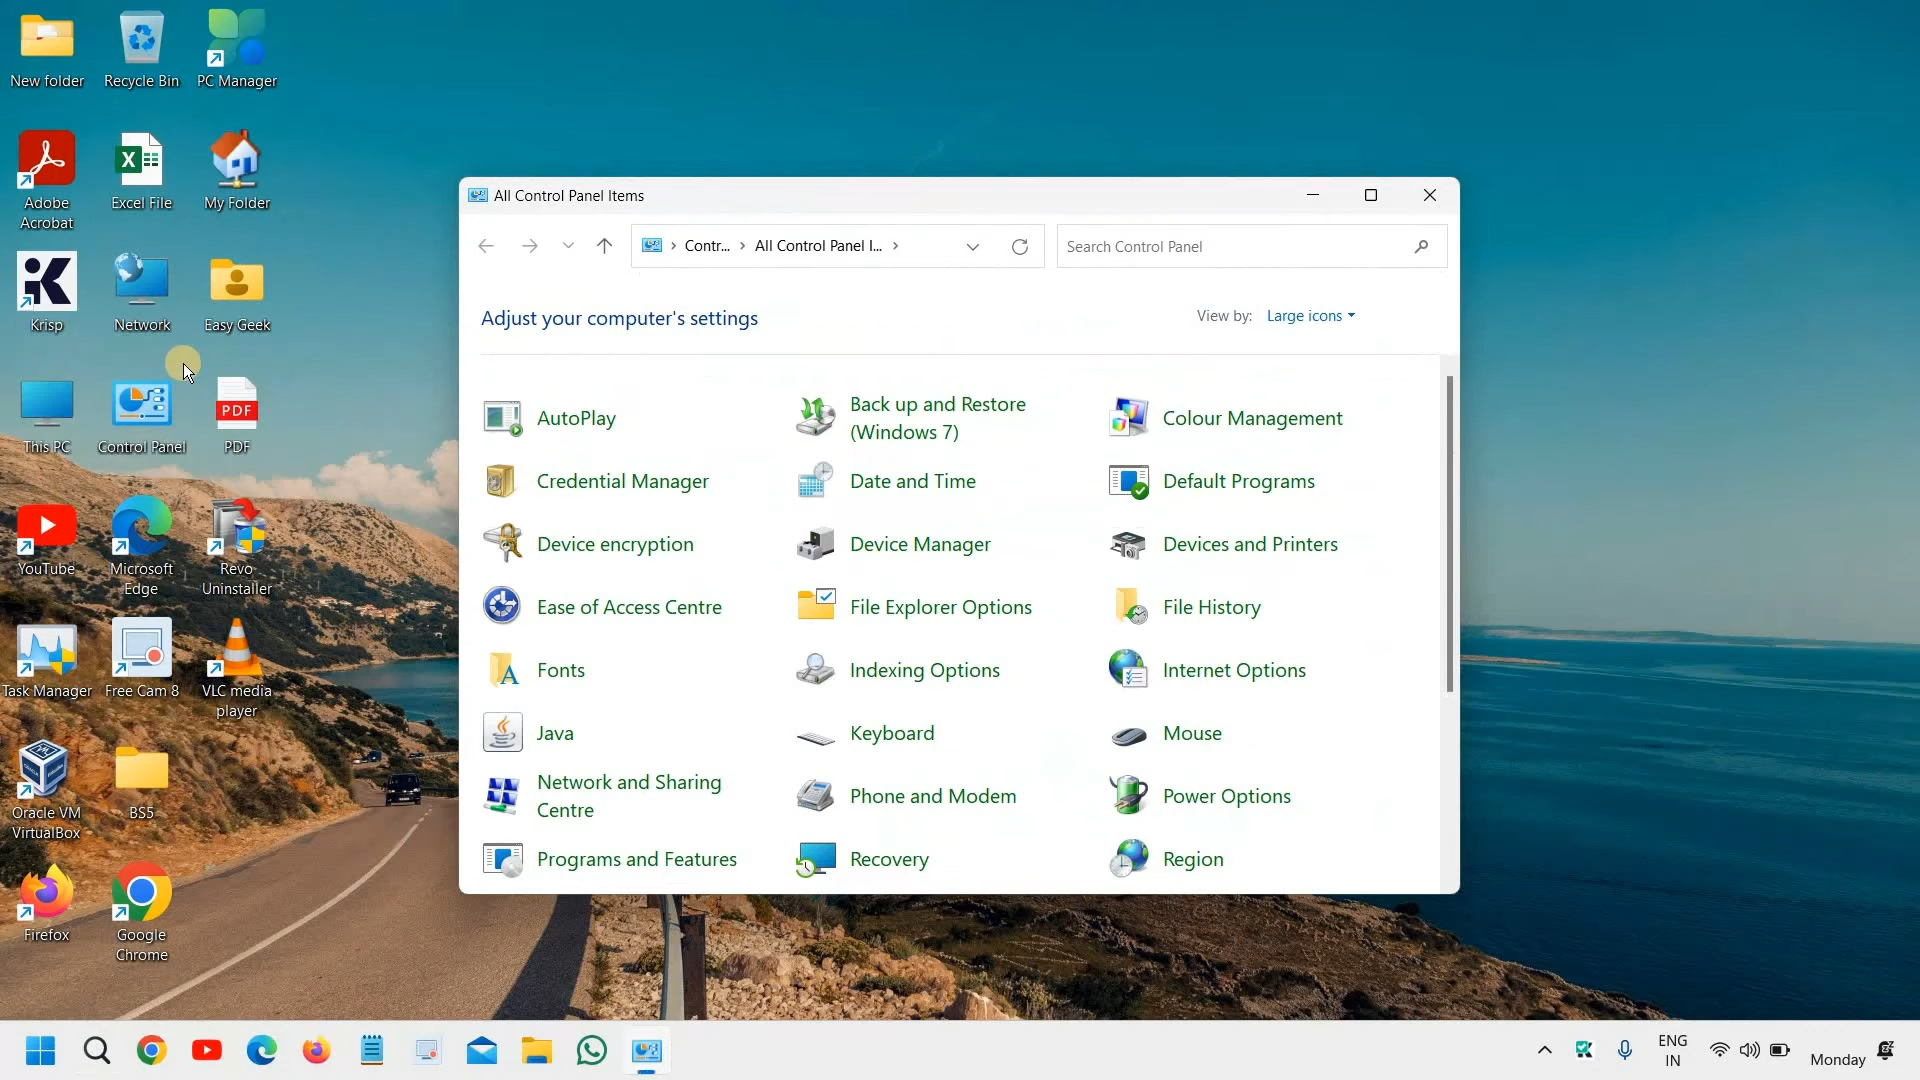 New folder
Recycle Bin
PC Manager
Adobe
Acrobat
Excel File
My Folder
Krisp
Network
Easy Geek
This PC
Control Panel
PDF
PDF
YouTube
Microsoft
Edge
Revo
Uninstaller
Task Manager
Free Cam 8
VLC media
player
Oracle VM
VirtualBox
BS5
Firefox
Google
Chrome
All Control Panel Items
Contr... > All Control Panel I... >
Search Control Panel
Adjust your computer's settings
View by: Large icons
AutoPlay
Back up and Restore
(Windows 7)
Colour Management
Credential Manager
Date and Time
Default Programs
Device encryption
Device Manager
Devices and Printers
Ease of Access Centre
File Explorer Options
File History
Fonts
Indexing Options
Internet Options
Java
Keyboard
Mouse
Network and Sharing
Centre
Phone and Modem
Power Options
Programs and Features
Recovery
Region
ENG
IN
Monday